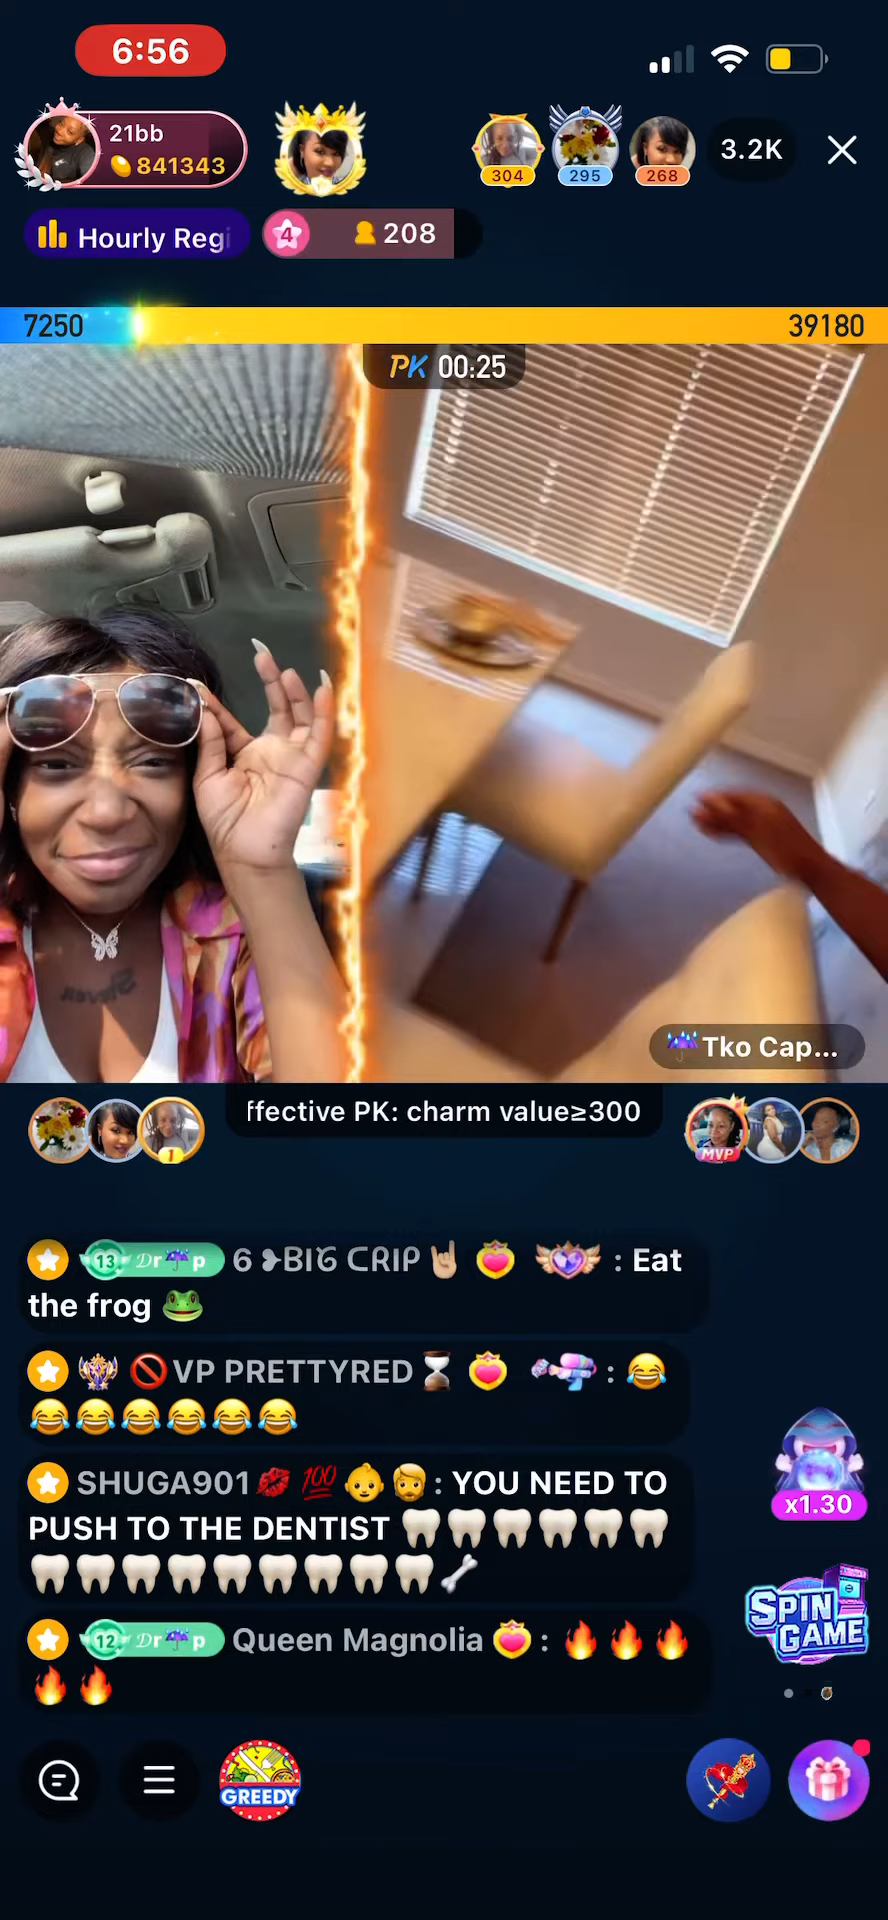 6:56
21bb
841343
304
295
268
3.2K
Hourly Regi
4
208
7250
39180
PK 00:25
☔Tko Cap...
ffective PK: charm value≥300
1
MVP
13 Dr☔p 6 ❥BIG CRIP🤘🏼 : Eat
the frog 🐸
🚫VP PRETTYRED⏳ : 😂
😂😂😂😂😂😂
SHUGA901💋💯👶🧔: YOU NEED TO
PUSH TO THE DENTIST 🦷🦷🦷🦷🦷🦷
🦷🦷🦷🦷🦷🦷🦷🦷🦷🦴
12 Dr☔p Queen Magnolia : 🔥🔥🔥
🔥🔥
x1.30
SPIN
GAME
GREEDY